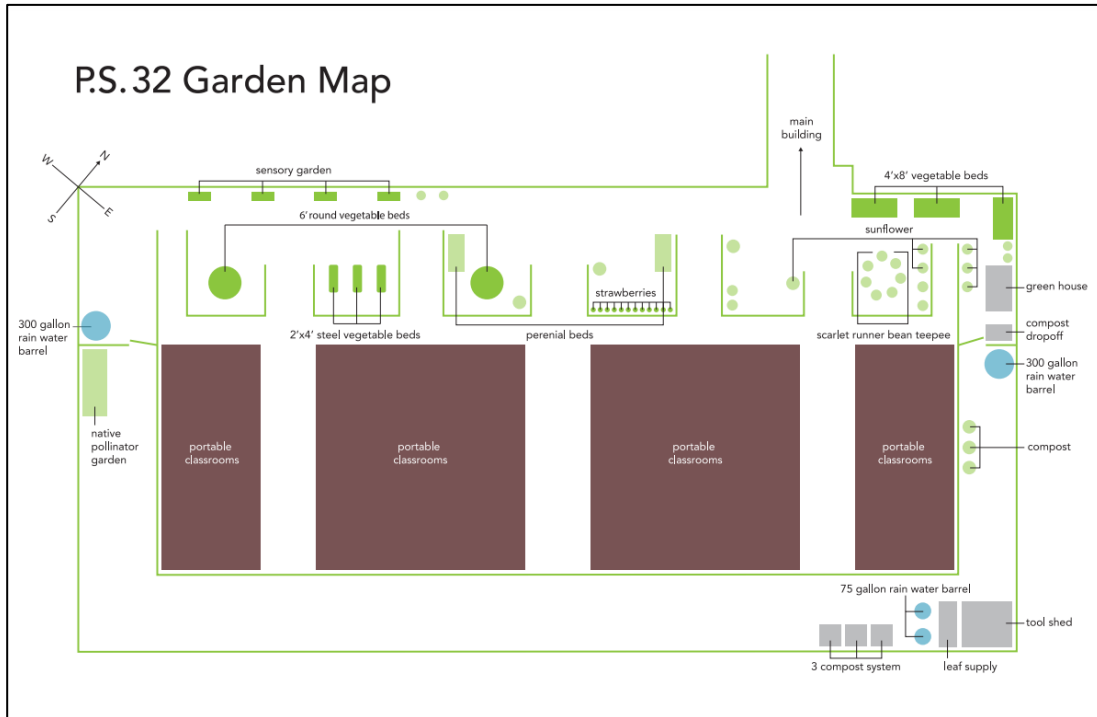 P.S. 32 Garden Map
main
building
W
N
S
E
sensory garden
4'x8' vegetable beds
6' round vegetable beds
sunflower
strawberries
green house
300 gallon
rain water
barrel
2'x4' steel vegetable beds
perenial beds
scarlet runner bean teepee
compost
dropoff
300 gallon
rain water
barrel
native
pollinator
garden
portable
classrooms
portable
classrooms
portable
classrooms
portable
classrooms
compost
75 gallon rain water barrel
tool shed
3 compost system
leaf supply